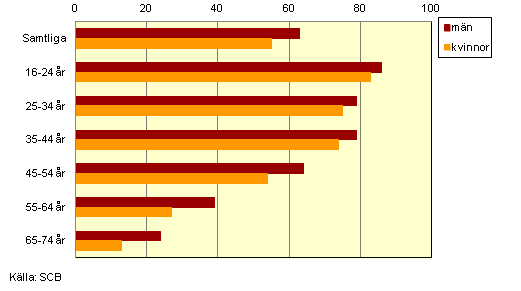 0 20 40 60 80 100
män
kvinnor
Samtliga
16-24 år
25-34 år
35-44 år
45-54 år
55-64 år
65-74 år
Källa: SCB